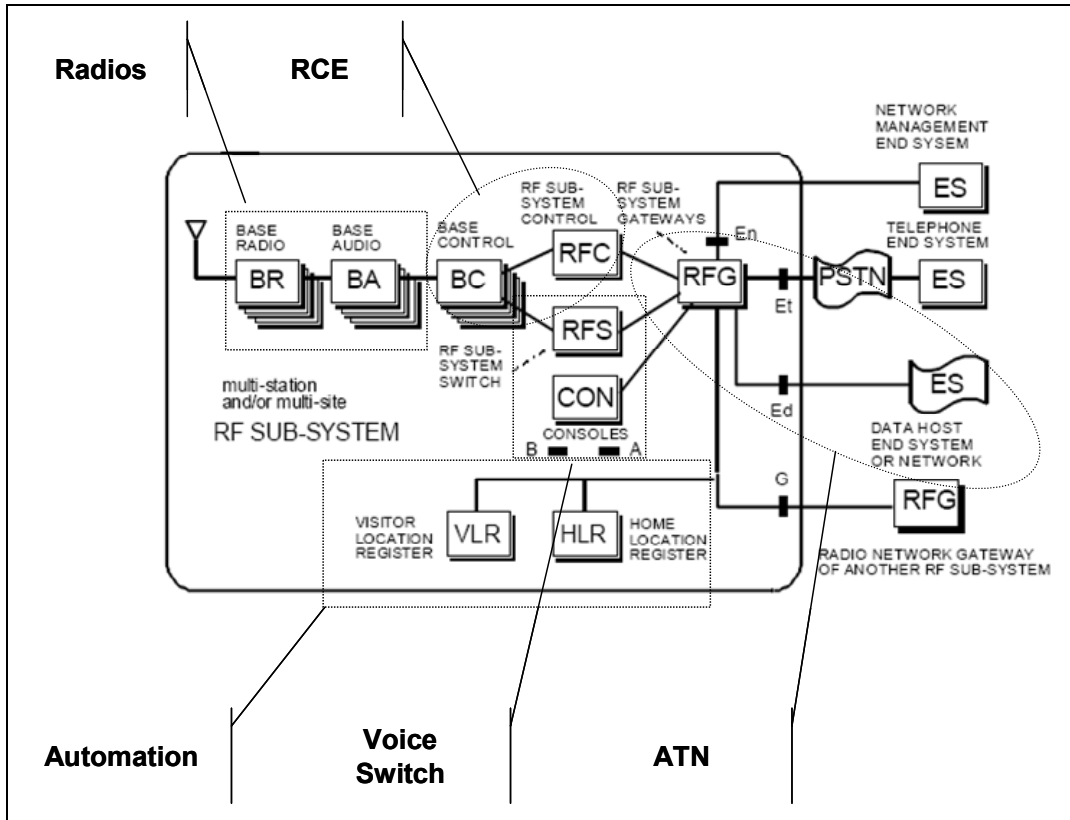 Radios
RCE
NETWORK
MANAGEMENT
END SYSEM
ES
RF SUB-
SYSTEM
CONTROL
RF SUB-
SYSTEM
GATEWAYS
En
TELEPHONE
END SYSTEM
BASE
RADIO
BASE
AUDIO
BASE
CONTROL
BR
BA
BC
RFC
RFG
PSTN
ES
Et
RFS
RF SUB-
SYSTEM
SWITCH
multi-station
and/or multi-site
RF SUB-SYSTEM
CON
CONSOLES
B
A
Ed
ES
DATA HOST
END SYSTEM
OR NETWORK
G
RFG
VISITOR
LOCATION
REGISTER
VLR
HLR
HOME
LOCATION
REGISTER
RADIO NETWORK GATEWAY
OF ANOTHER RF SUB-SYSTEM
Automation
Voice
Switch
ATN